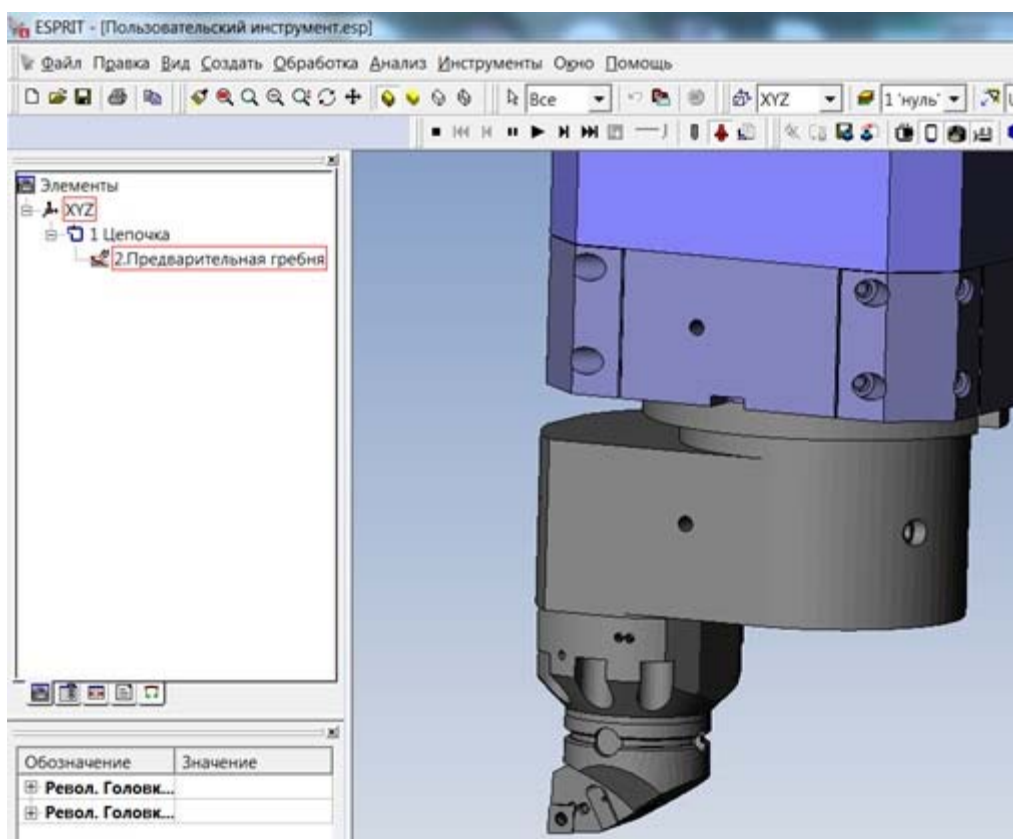 ESPRIT - [Пользовательский инструмент.esp]
Файл Правка Вид Создать Обработка Анализ Инструменты Окно Помощь
Все XYZ 1 'нуль'
Элементы
XYZ
1 Цепочка
2.Предварительная гребня
Обозначение Значение
Револ. Головк...
Револ. Головк...